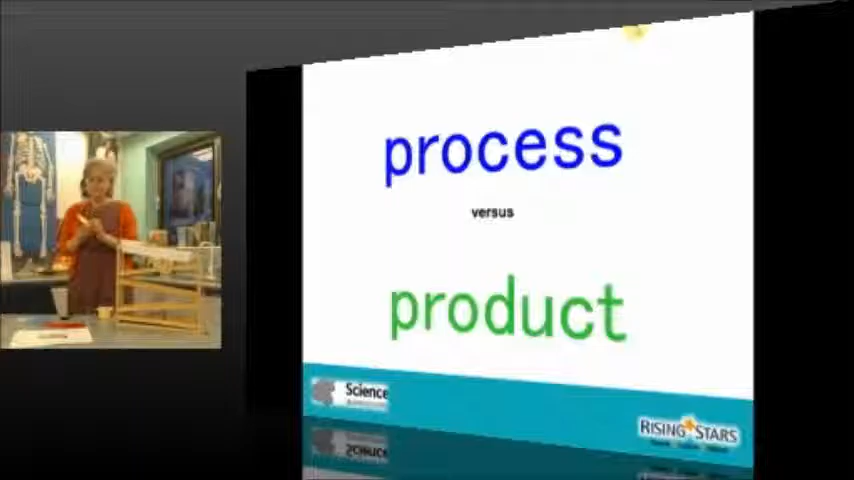 process
versus
product
Science
RISING STARS